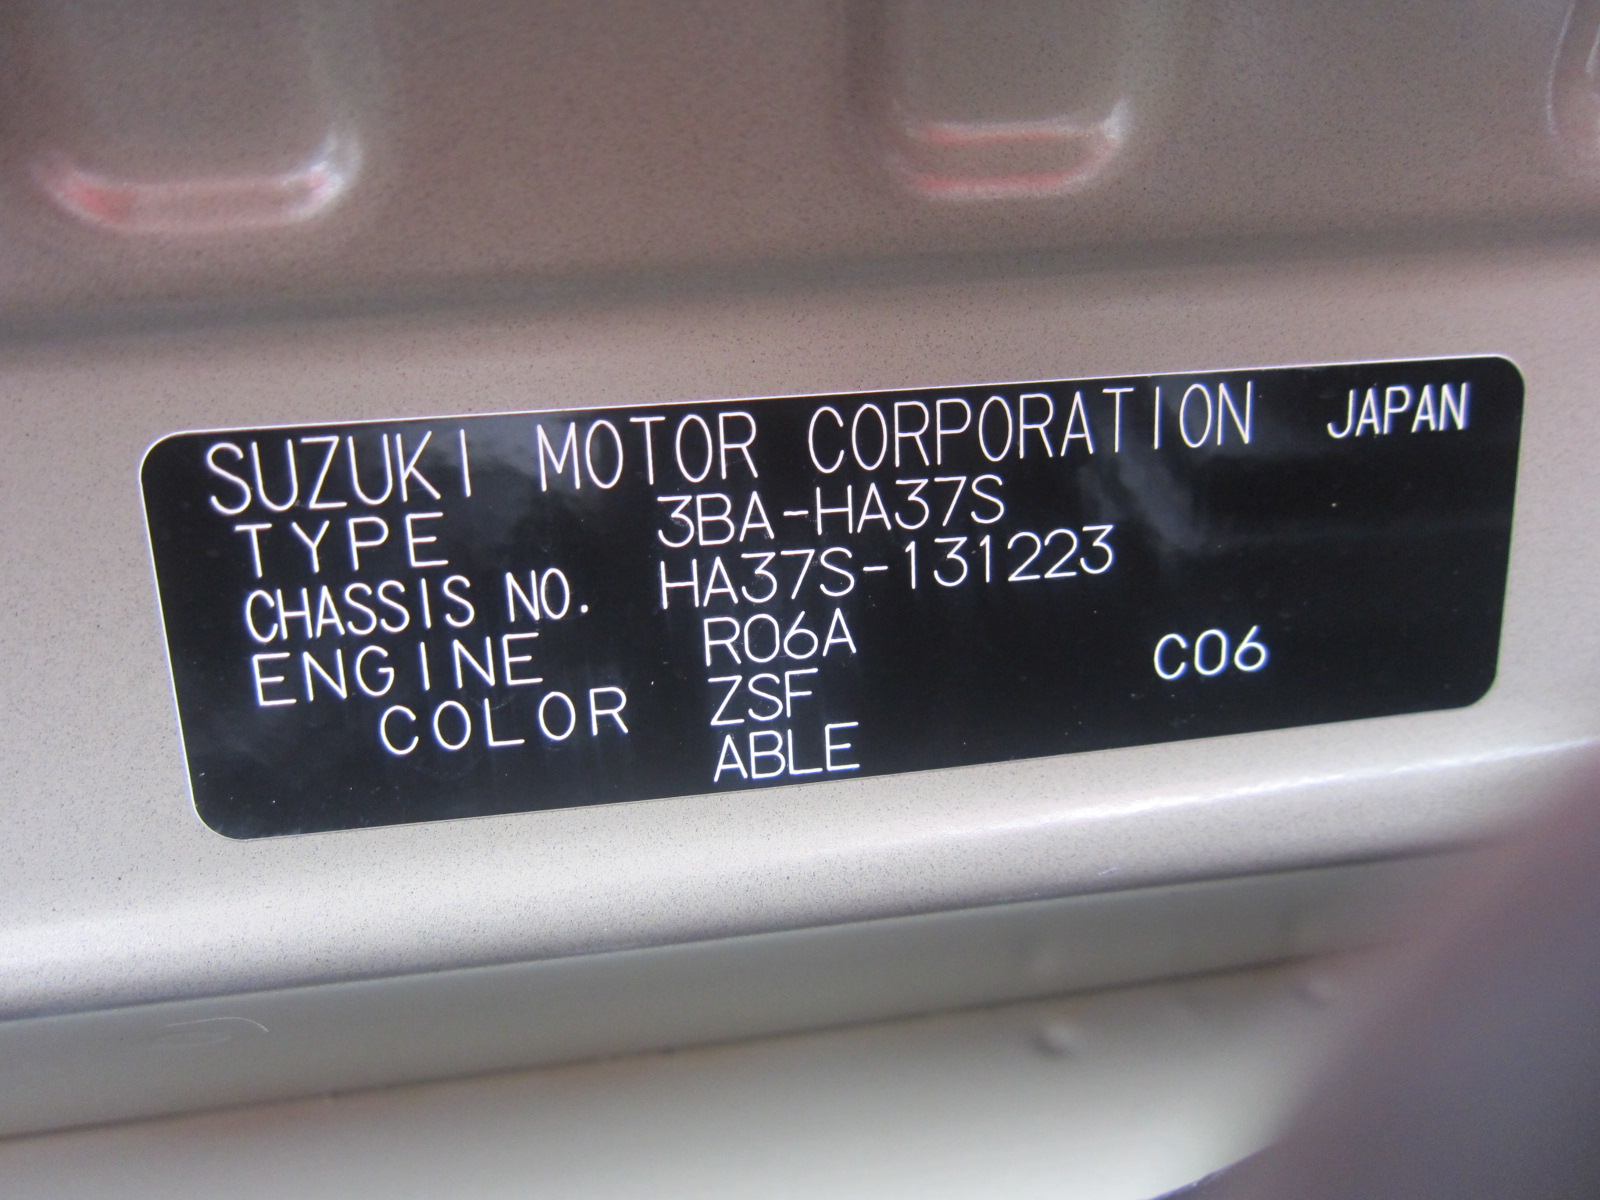 SUZUKI MOTOR CORPORATION JAPAN
TYPE 3BA-HA37S
CHASSIS NO. HA37S-131223
ENGINE R06A C06
COLOR ZSF
ABLE